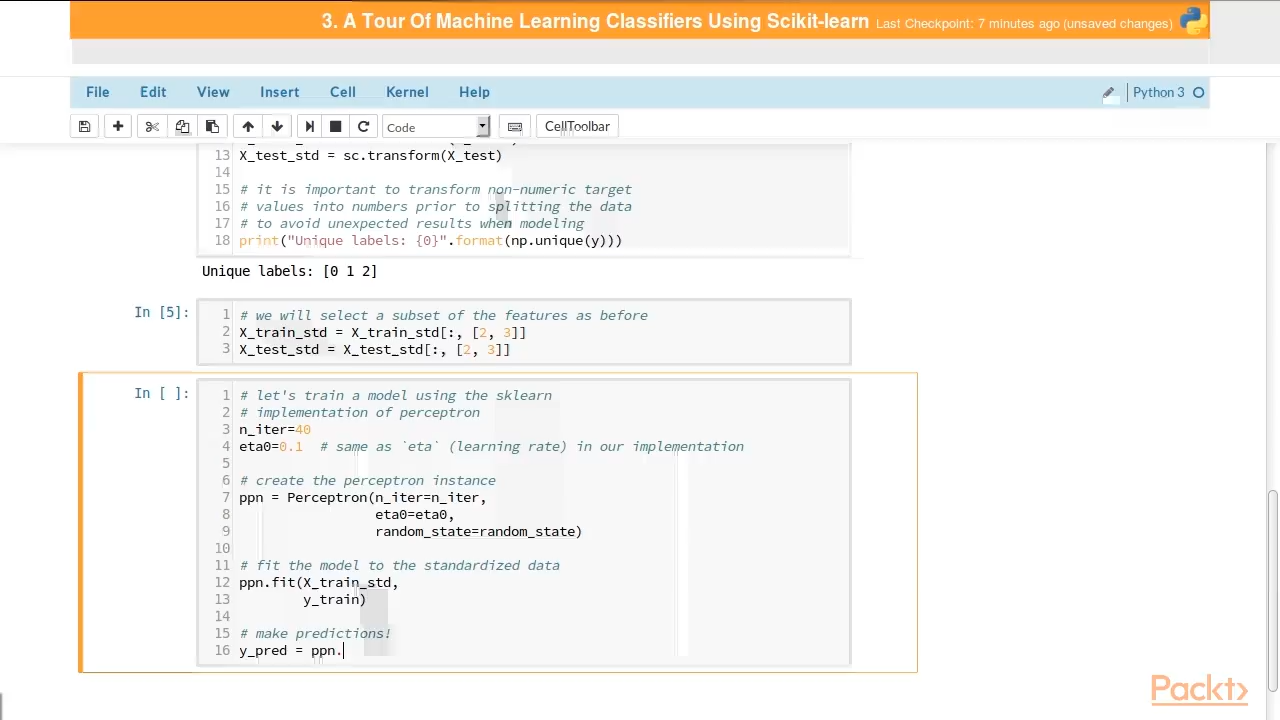 3. A Tour Of Machine Learning Classifiers Using Scikit-learn Last Checkpoint: 7 minutes ago (unsaved changes)
File Edit View Insert Cell Kernel Help Python 3
Code CellToolbar
13 X_test_std = sc.transform(X_test)
14
15 # it is important to transform non-numeric target
16 # values into numbers prior to splitting the data
17 # to avoid unexpected results when modeling
18 print("Unique labels: {0}".format(np.unique(y)))
Unique labels: [0 1 2]
In [5]:
1 # we will select a subset of the features as before
2 X_train_std = X_train_std[:, [2, 3]]
3 X_test_std = X_test_std[:, [2, 3]]
In [ ]:
1 # let's train a model using the sklearn
2 # implementation of perceptron
3 n_iter=40
4 eta0=0.1 # same as `eta` (learning rate) in our implementation
5
6 # create the perceptron instance
7 ppn = Perceptron(n_iter=n_iter,
8 eta0=eta0,
9 random_state=random_state)
10
11 # fit the model to the standardized data
12 ppn.fit(X_train_std,
13 y_train)
14
15 # make predictions!
16 y_pred = ppn.
Packt>